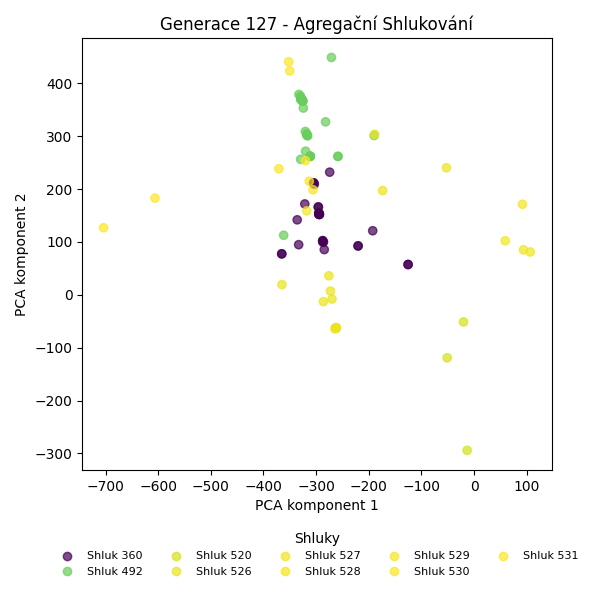 Generace 127 - Agregační Shlukování
PCA komponent 2
400
300
200
100
0
−100
−200
−300
−700
−600
−500
−400
−300
−200
−100
0
100
PCA komponent 1
Shluky
Shluk 360
Shluk 492
Shluk 520
Shluk 526
Shluk 527
Shluk 528
Shluk 529
Shluk 530
Shluk 531